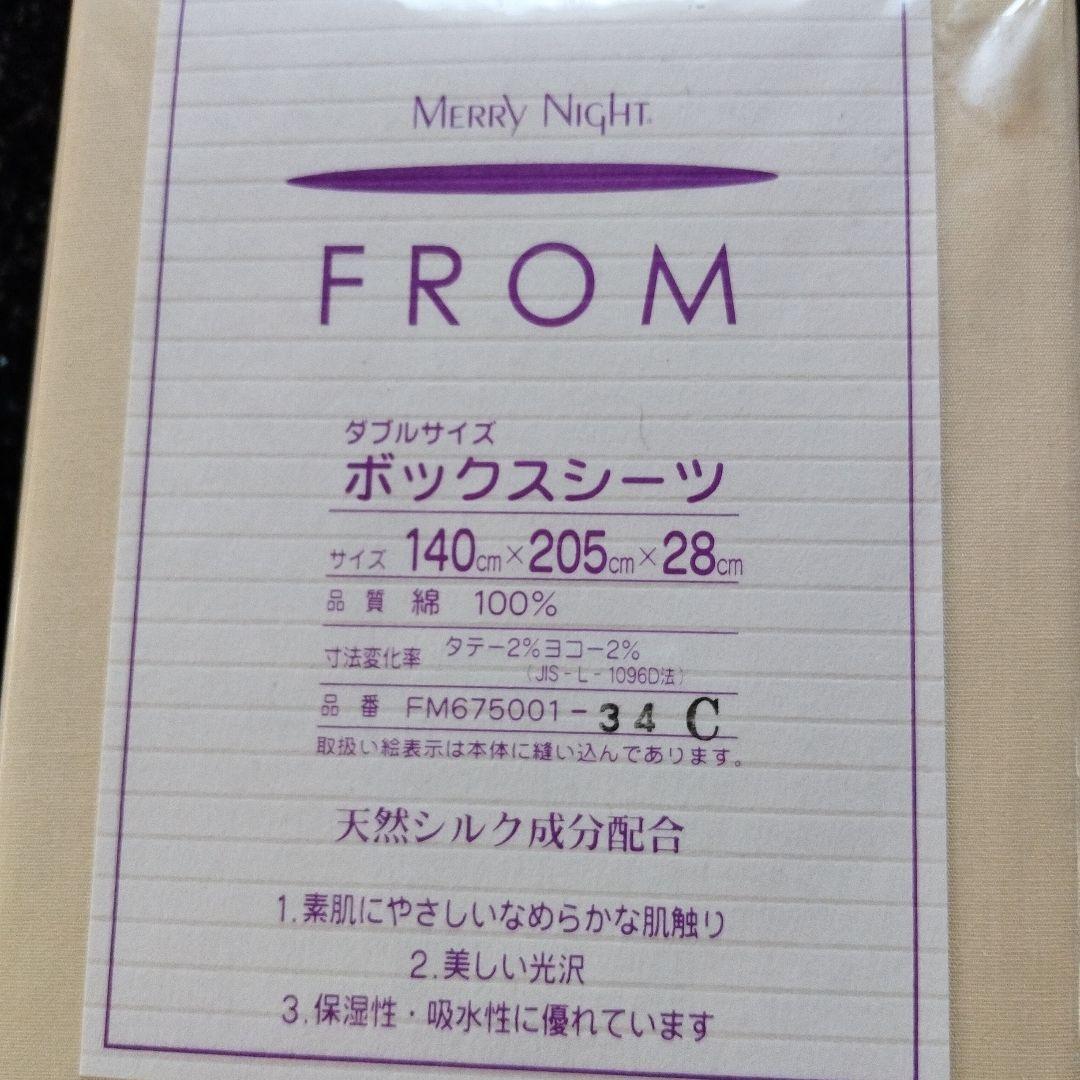 MERRY NIGHT
FROM
ダブルサイズ
ボックスシーツ
サイズ 140cm×205cm×28cm
品質 綿 100%
寸法変化率 タテー2%ヨコー2%
(JIS-L-1096D法)
品番 FM675001-34 C
取扱い絵表示は本体に縫い込んであります。
天然シルク成分配合
1.素肌にやさしいなめらかな肌触り
2.美しい光沢
3.保湿性・吸水性に優れています